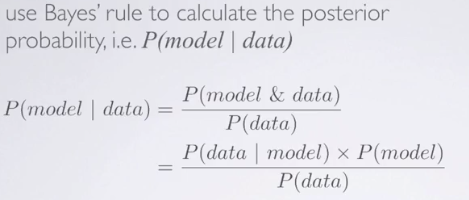 use Bayes' rule to calculate the posterior
probability, i.e. P(model | data)
P(model | data) = P(model & data)
P(data)
= P(data | model) × P(model)
P(data)